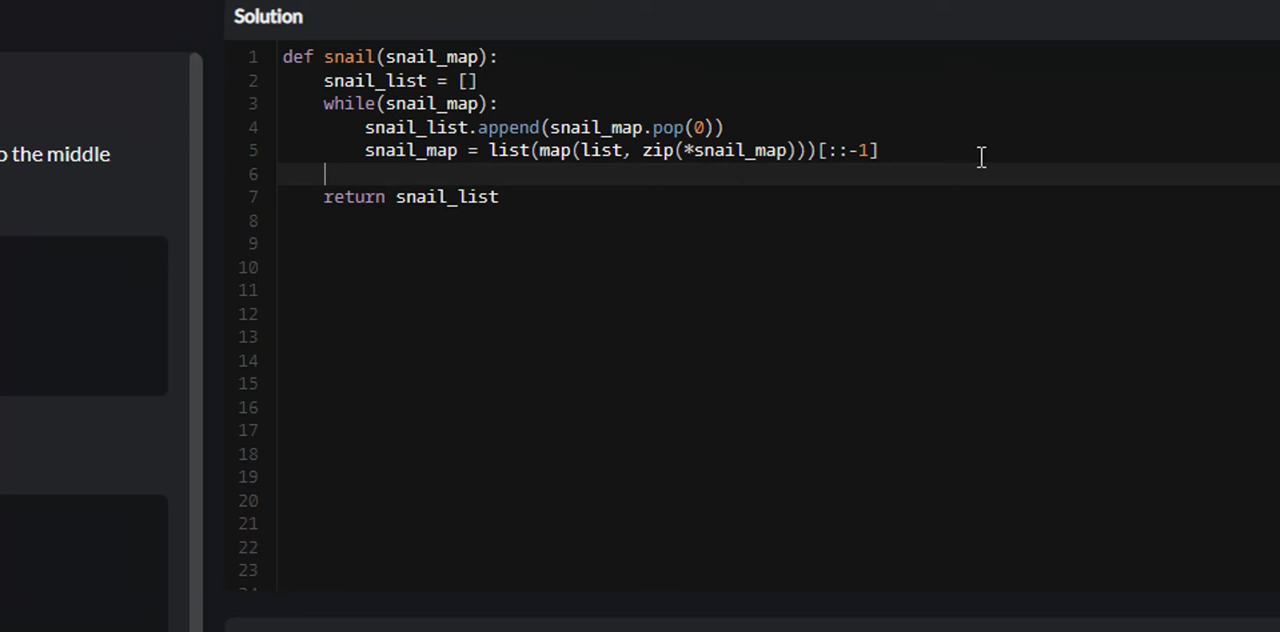 Solution
o the middle
1 def snail(snail_map):
2     snail_list = []
3     while(snail_map):
4         snail_list.append(snail_map.pop(0))
5         snail_map = list(map(list, zip(*snail_map)))[::-1]
6
7     return snail_list
8
9
10
11
12
13
14
15
16
17
18
19
20
21
22
23